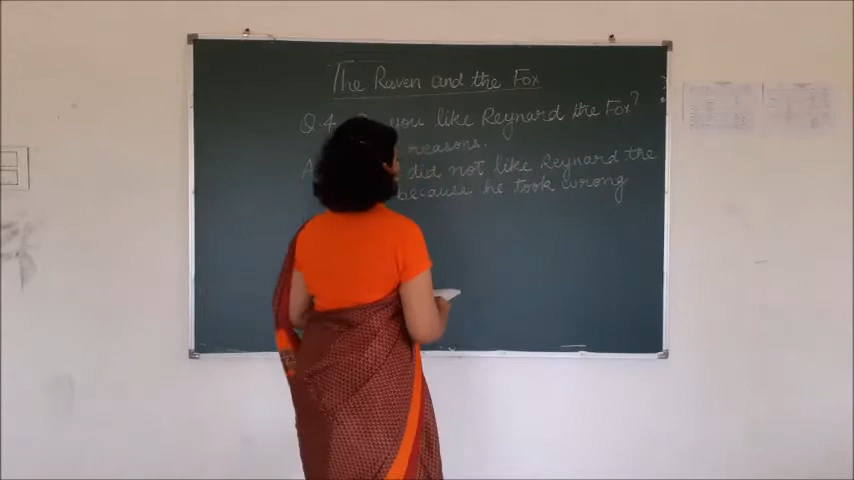 The Raven and the Fox
Q.4 you like Reynard the Fox?
reasons.
did not like Reynard the
because he took wrong